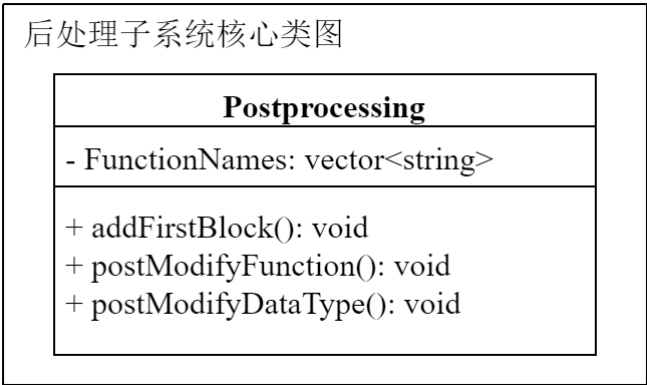 后处理子系统核心类图
Postprocessing
- FunctionNames: vector<string>
+ addFirstBlock(): void
+ postModifyFunction(): void
+ postModifyDataType(): void